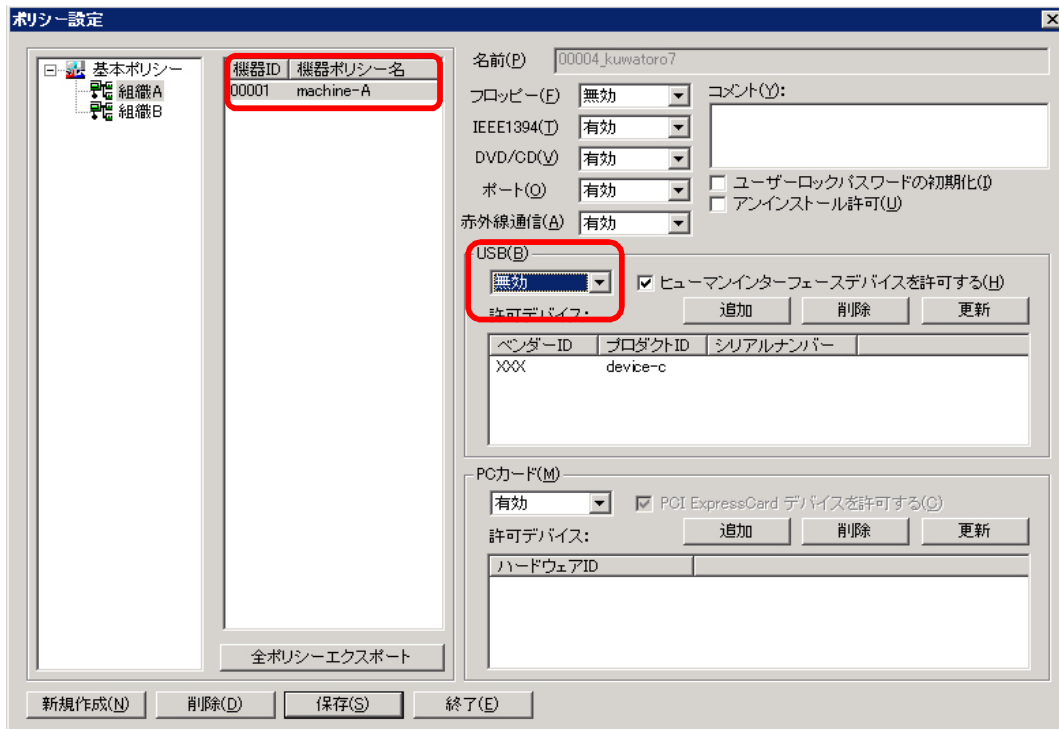 ポリシー設定
基本ポリシー
組織A
組織B
機器ID 機器ポリシー名
00001 machine-A
全ポリシーエクスポート
名前(P) 00004_kuwatoro7
フロッピー(F) 無効
IEEE1394(T) 有効
DVD/CD(V) 有効
ポート(O) 有効
赤外線通信(A) 有効
コメント(Y):
ユーザーロックパスワードの初期化(I)
アンインストール許可(U)
USB(B)
無効 ヒューマンインターフェースデバイスを許可する(H)
許可デバイス: 追加 削除 更新
ベンダーID プロダクトID シリアルナンバー
XXX device-c
PCカード(M)
有効 PCI ExpressCard デバイスを許可する(C)
許可デバイス: 追加 削除 更新
ハードウェアID
新規作成(N) 削除(D) 保存(S) 終了(E)